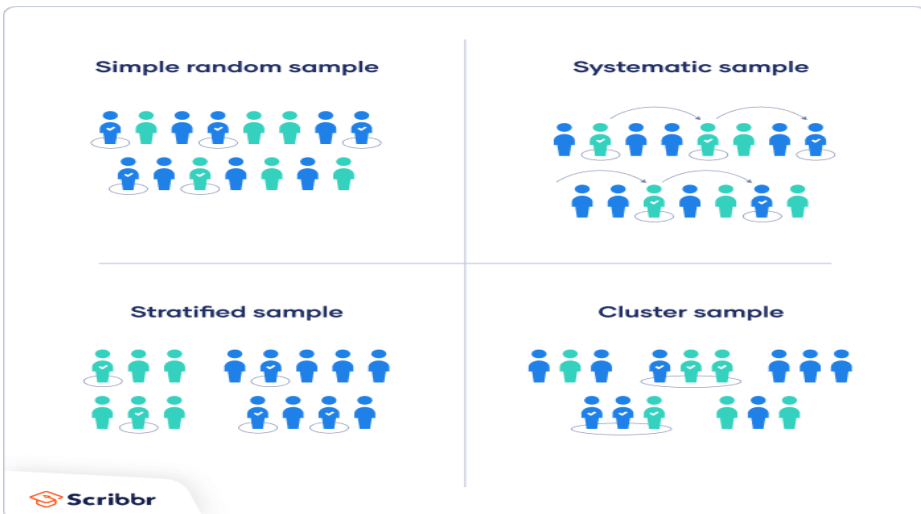 Simple random sample
Systematic sample
Stratified sample
Cluster sample
Scribbr